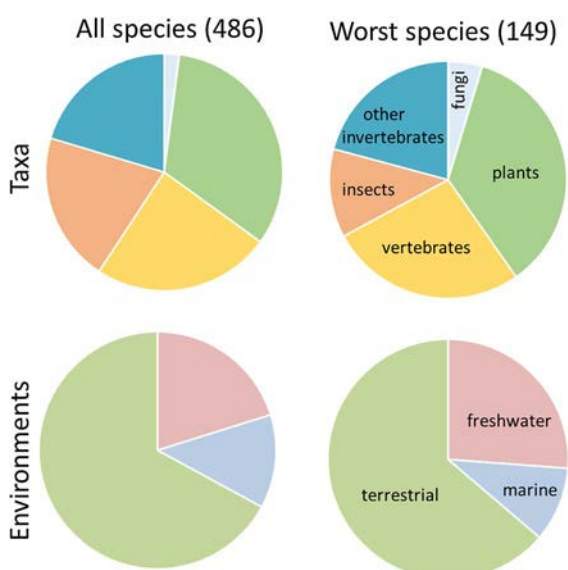 All species (486)
Worst species (149)
Taxa
fungi
other
invertebrates
plants
insects
vertebrates
Environments
freshwater
marine
terrestrial